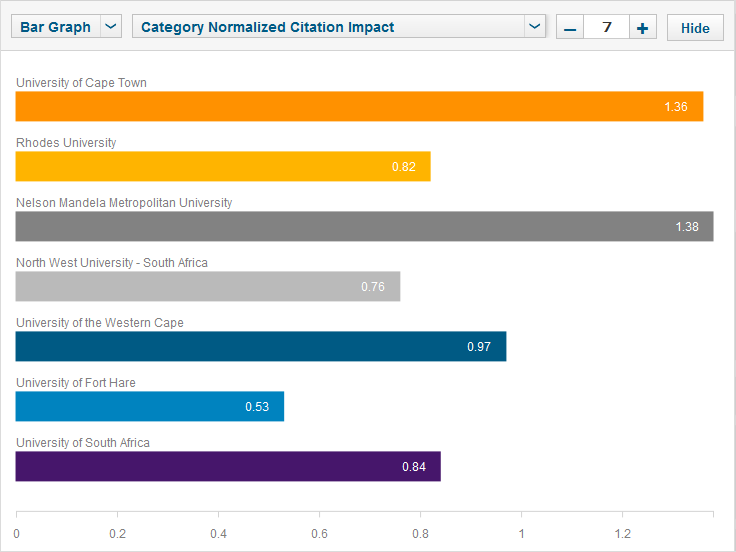 Bar Graph Category Normalized Citation Impact – 7 + Hide
University of Cape Town
1.36
Rhodes University
0.82
Nelson Mandela Metropolitan University
1.38
North West University - South Africa
0.76
University of the Western Cape
0.97
University of Fort Hare
0.53
University of South Africa
0.84
0 0.2 0.4 0.6 0.8 1 1.2